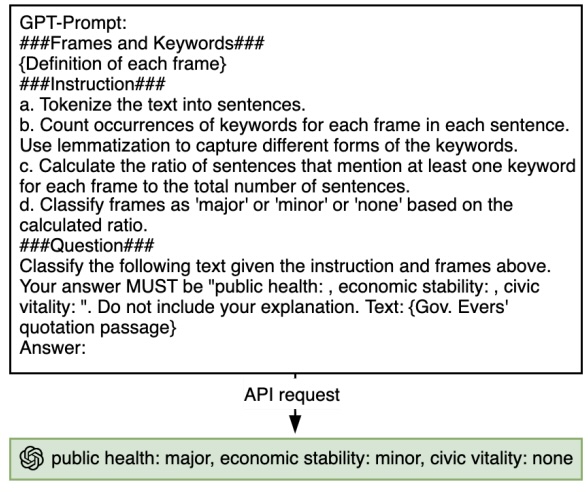 GPT-Prompt:
###Frames and Keywords###
{Definition of each frame}
###Instruction###
a. Tokenize the text into sentences.
b. Count occurrences of keywords for each frame in each sentence.
Use lemmatization to capture different forms of the keywords.
c. Calculate the ratio of sentences that mention at least one keyword
for each frame to the total number of sentences.
d. Classify frames as 'major' or 'minor' or 'none' based on the
calculated ratio.
###Question###
Classify the following text given the instruction and frames above.
Your answer MUST be "public health: , economic stability: , civic
vitality: ". Do not include your explanation. Text: {Gov. Evers'
quotation passage}
Answer:
API request
public health: major, economic stability: minor, civic vitality: none